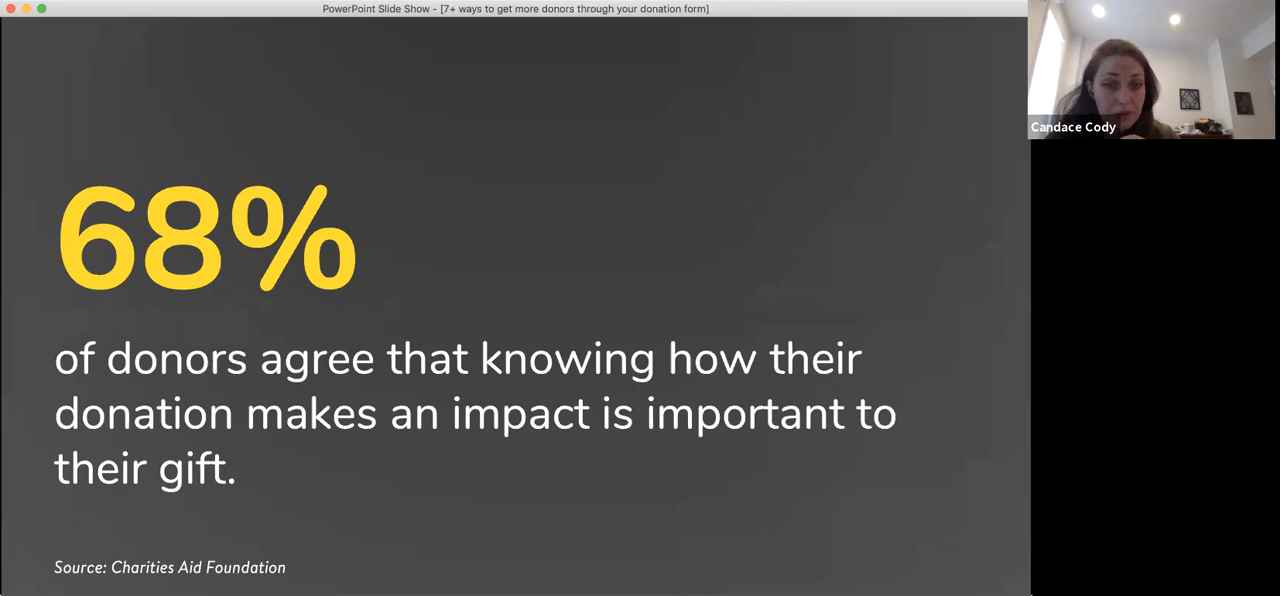 PowerPoint Slide Show - [7+ ways to get more donors through your donation form]
Candace Cody
68%
of donors agree that knowing how their
donation makes an impact is important to
their gift.
Source: Charities Aid Foundation